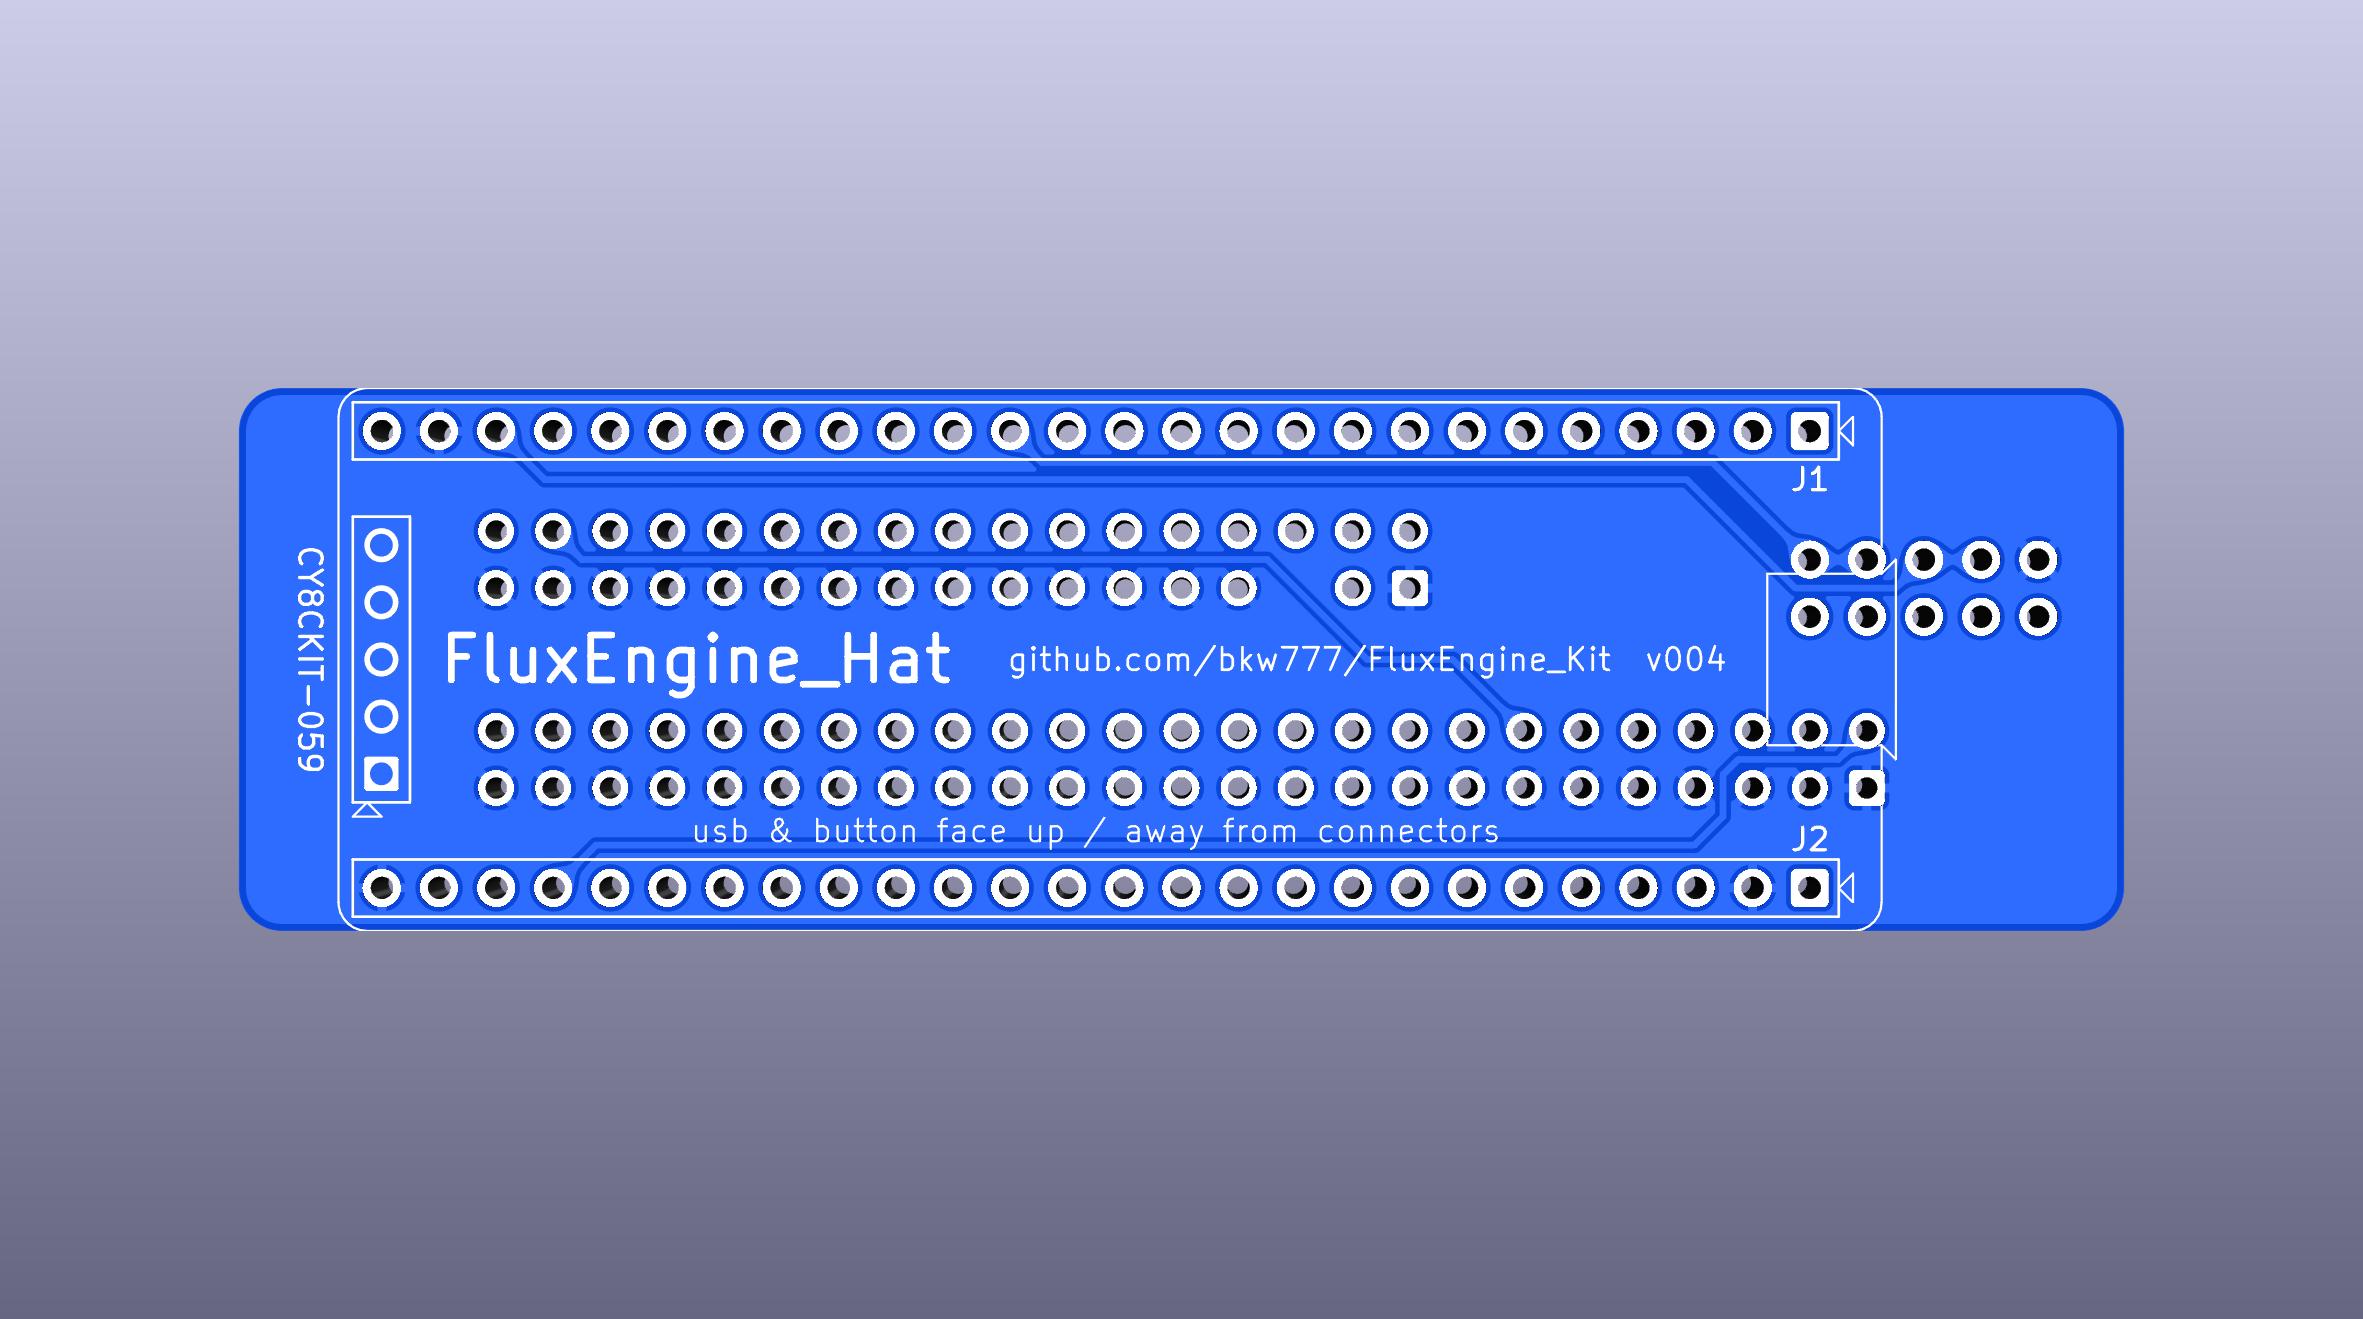 J1
CY8CKIT-059
FluxEngine_Hat
github.com/bkw777/FluxEngine_Kit v004
usb & button face up / away from connectors
J2